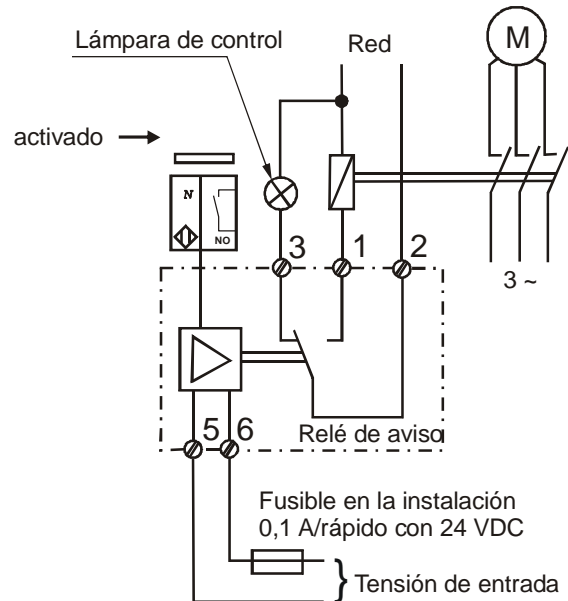 Lámpara de control
Red
M
activado
N
NO
3
1
2
3 ~
5
6
Relé de aviso
Fusible en la instalación
0,1 A/rápido con 24 VDC
Tensión de entrada